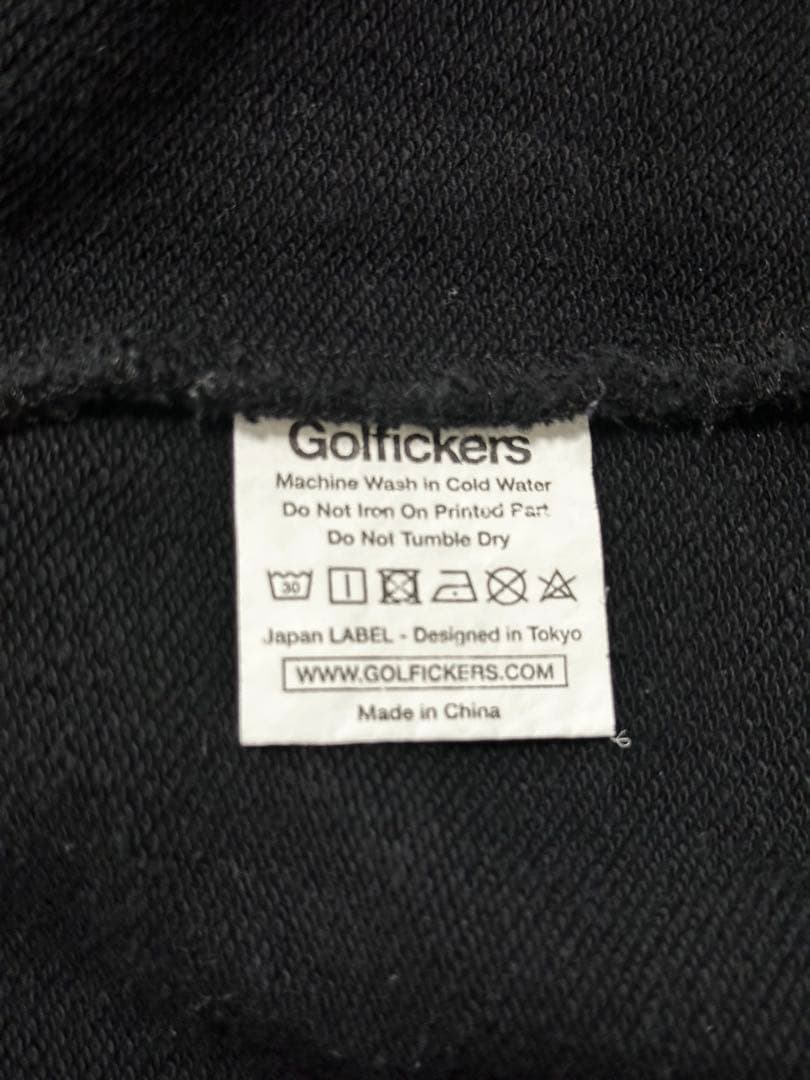 Golfickers
Machine Wash in Cold Water
Do Not Iron On Printed Part
Do Not Tumble Dry
30
Japan LABEL - Designed in Tokyo
WWW.GOLFICKERS.COM
Made in China